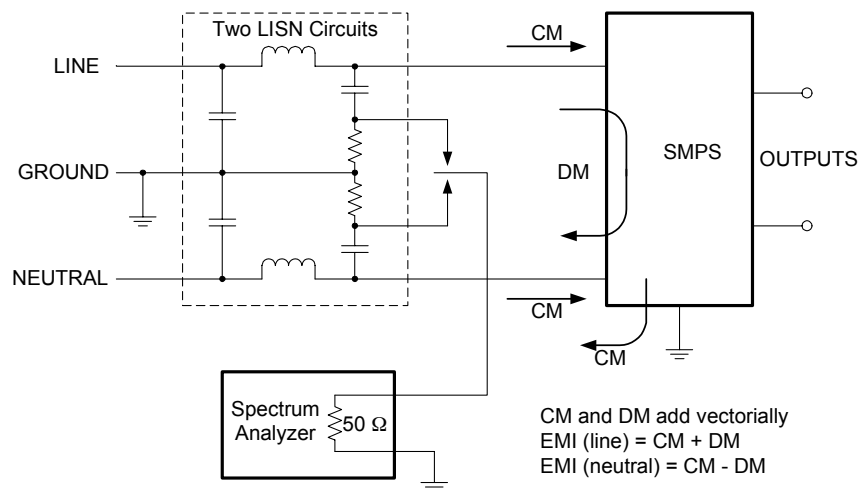 Two LISN Circuits
CM
LINE
GROUND
DM
SMPS
OUTPUTS
NEUTRAL
CM
CM
Spectrum
Analyzer
50 Ω
CM and DM add vectorially
EMI (line) = CM + DM
EMI (neutral) = CM - DM